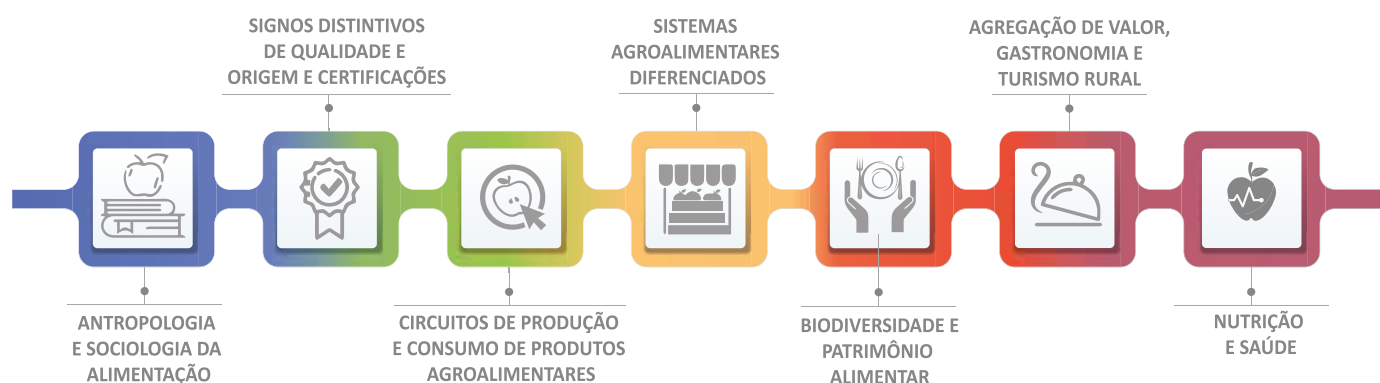 ANTROPOLOGIA
E SOCIOLOGIA DA
ALIMENTAÇÃO
SIGNOS DISTINTIVOS
DE QUALIDADE E
ORIGEM E CERTIFICAÇÕES
CIRCUITOS DE PRODUÇÃO
E CONSUMO DE PRODUTOS
AGROALIMENTARES
SISTEMAS
AGROALIMENTARES
DIFERENCIADOS
BIODIVERSIDADE E
PATRIMÔNIO
ALIMENTAR
AGREGAÇÃO DE VALOR,
GASTRONOMIA E
TURISMO RURAL
NUTRIÇÃO
E SAÚDE